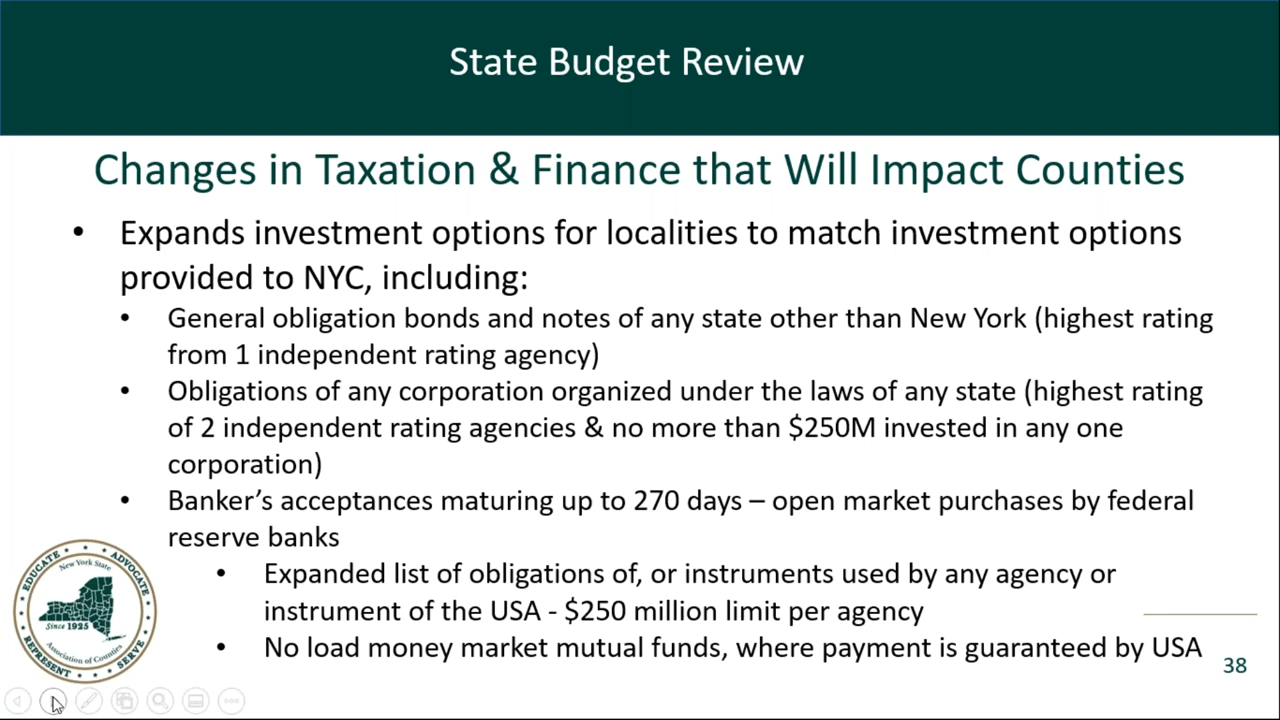 State Budget Review
Changes in Taxation & Finance that Will Impact Counties
• Expands investment options for localities to match investment options
provided to NYC, including:
• General obligation bonds and notes of any state other than New York (highest rating
from 1 independent rating agency)
• Obligations of any corporation organized under the laws of any state (highest rating
of 2 independent rating agencies & no more than $250M invested in any one
corporation)
• Banker’s acceptances maturing up to 270 days – open market purchases by federal
reserve banks
• Expanded list of obligations of, or instruments used by any agency or
instrument of the USA - $250 million limit per agency
• No load money market mutual funds, where payment is guaranteed by USA
EDUCATE ADVOCATE
New York State
Since 1925
Association of Counties
REPRESENT SERVE
38